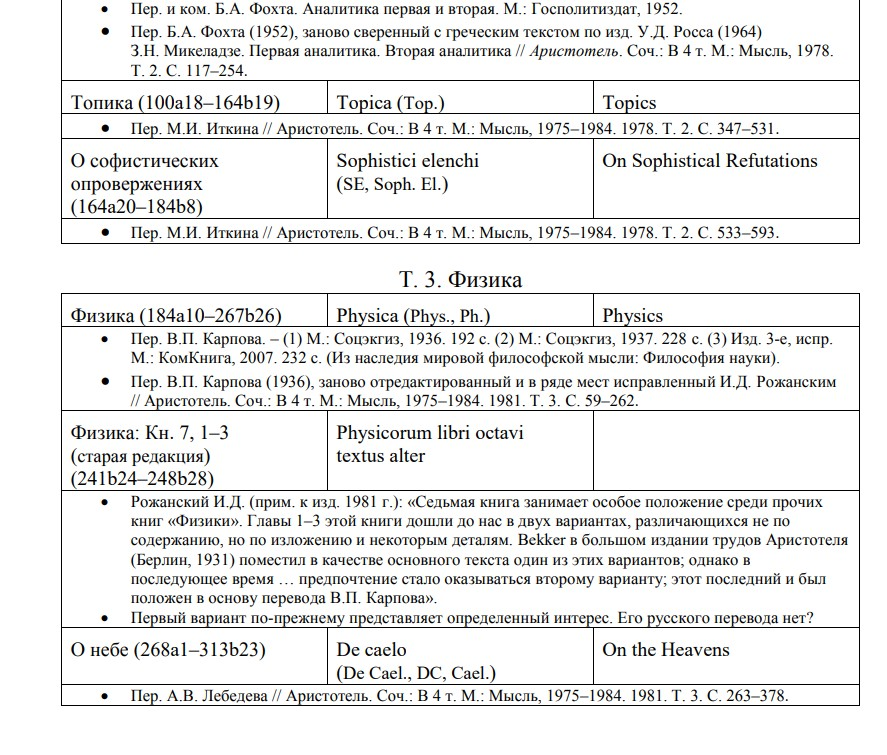 • Пер. и ком. Б.А. Фохта. Аналитика первая и вторая. М.: Госполитиздат, 1952.
• Пер. Б.А. Фохта (1952), заново сверенный с греческим текстом по изд. У.Д. Росса (1964)
З.Н. Микеладзе. Первая аналитика. Вторая аналитика // Аристотель. Соч.: В 4 т. М.: Мысль, 1978.
Т. 2. С. 117–254.
Топика (100a18–164b19) Topica (Top.) Topics
• Пер. М.И. Иткина // Аристотель. Соч.: В 4 т. М.: Мысль, 1975–1984. 1978. Т. 2. С. 347–531.
О софистических Sophistici elenchi On Sophistical Refutations
опровержениях (SE, Soph. El.)
(164a20–184b8)
• Пер. М.И. Иткина // Аристотель. Соч.: В 4 т. М.: Мысль, 1975–1984. 1978. Т. 2. С. 533–593.
Т. 3. Физика
Физика (184a10–267b26) Physica (Phys., Ph.) Physics
• Пер. В.П. Карпова. – (1) М.: Соцэкгиз, 1936. 192 с. (2) М.: Соцэкгиз, 1937. 228 с. (3) Изд. 3-е, испр.
М.: КомКнига, 2007. 232 с. (Из наследия мировой философской мысли: Философия науки).
• Пер. В.П. Карпова (1936), заново отредактированный и в ряде мест исправленный И.Д. Рожанским
// Аристотель. Соч.: В 4 т. М.: Мысль, 1975–1984. 1981. Т. 3. С. 59–262.
Физика: Кн. 7, 1–3 Physicorum libri octavi
(старая редакция) textus alter
(241b24–248b28)
• Рожанский И.Д. (прим. к изд. 1981 г.): «Седьмая книга занимает особое положение среди прочих
книг «Физики». Главы 1–3 этой книги дошли до нас в двух вариантах, различающихся не по
содержанию, но по изложению и некоторым деталям. Bekker в большом издании трудов Аристотеля
(Берлин, 1931) поместил в качестве основного текста один из этих вариантов; однако в
последующее время … предпочтение стало оказываться второму варианту; этот последний и был
положен в основу перевода В.П. Карпова».
• Первый вариант по-прежнему представляет определенный интерес. Его русского перевода нет?
О небе (268a1–313b23) De caelo On the Heavens
(De Cael., DC, Cael.)
• Пер. А.В. Лебедева // Аристотель. Соч.: В 4 т. М.: Мысль, 1975–1984. 1981. Т. 3. С. 263–378.